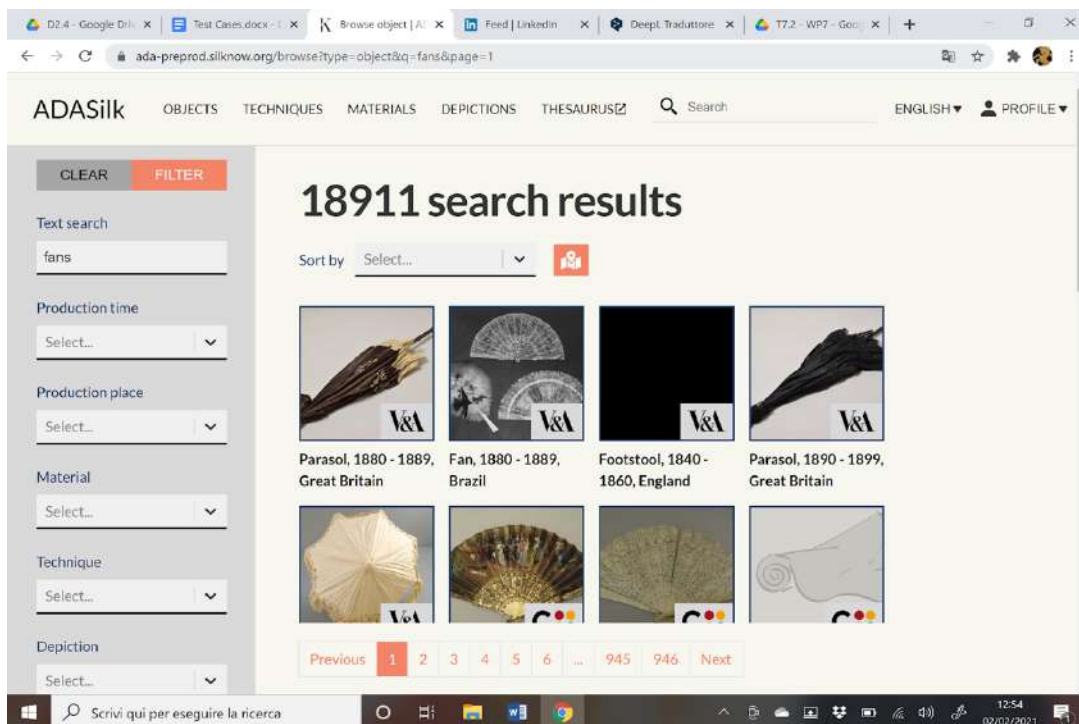 D2.4 - Google Driv
Test Cases.docx -
Browse object | A
Feed | LinkedIn
DeepL Traduttore
T7.2 - WP7 - Goog
ada-preprod.silknow.org/browse?type=object&q=fans&page=1
ADASilk OBJECTS TECHNIQUES MATERIALS DEPICTIONS THESAURUS Search ENGLISH PROFILE
CLEAR FILTER
Text search
fans
Production time
Select...
Production place
Select...
Material
Select...
Technique
Select...
Depiction
Select...
18911 search results
Sort by Select...
V&A V&A V&A V&A
Parasol, 1880 - 1889, Great Britain
Fan, 1880 - 1889, Brazil
Footstool, 1840 - 1860, England
Parasol, 1890 - 1899, Great Britain
V&A
Previous 1 2 3 4 5 6 ... 945 946 Next
Scrivi qui per eseguire la ricerca
12:54
02/02/2021